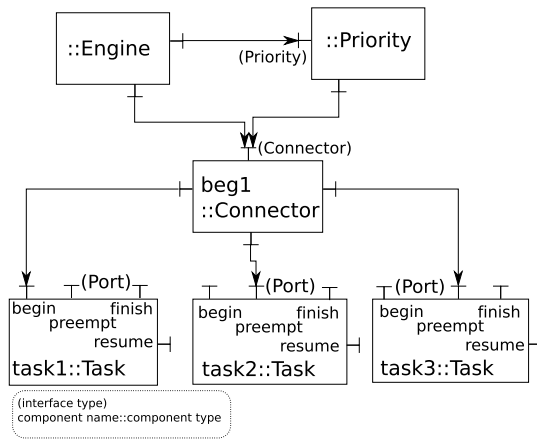 ::Engine
::Priority
(Priority)
(Connector)
beg1
::Connector
(Port)
begin
finish
preempt
resume
task1::Task
(Port)
begin
finish
preempt
resume
task2::Task
(Port)
begin
finish
preempt
resume
task3::Task
(interface type)
component name::component type